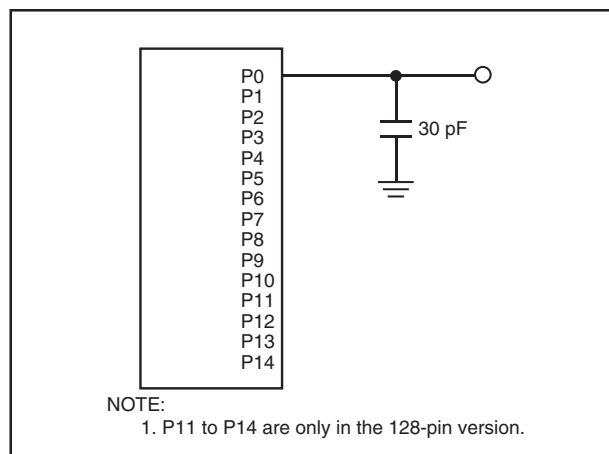 P0
P1
P2
30 pF
P3
P4
P5
P6
P7
P8
P9
P10
P11
P12
P13
P14
NOTE:
1. P11 to P14 are only in the 128-pin version.